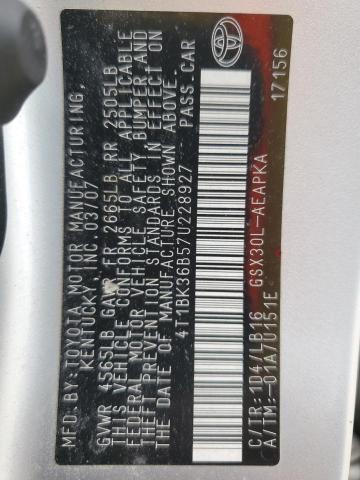 MFD. BY: TOYOTA MOTOR MANUFACTURING,
KENTUCKY, INC. 03/07
GVWR 4565LB GAWR FR 2665LB RR 2505LB
THIS VEHICLE CONFORMS TO ALL APPLICABLE
FEDERAL MOTOR VEHICLE SAFETY BUMPER AND
THEFT PREVENTION STANDARDS IN EFFECT ON
THE DATE OF MANUFACTURE SHOWN ABOVE.
4T1BK36B57U228927 PASS. CAR
C/TR: 1D4/LB16 GSX30L-AEAPKA
A/TM: -01A/U151E 17156